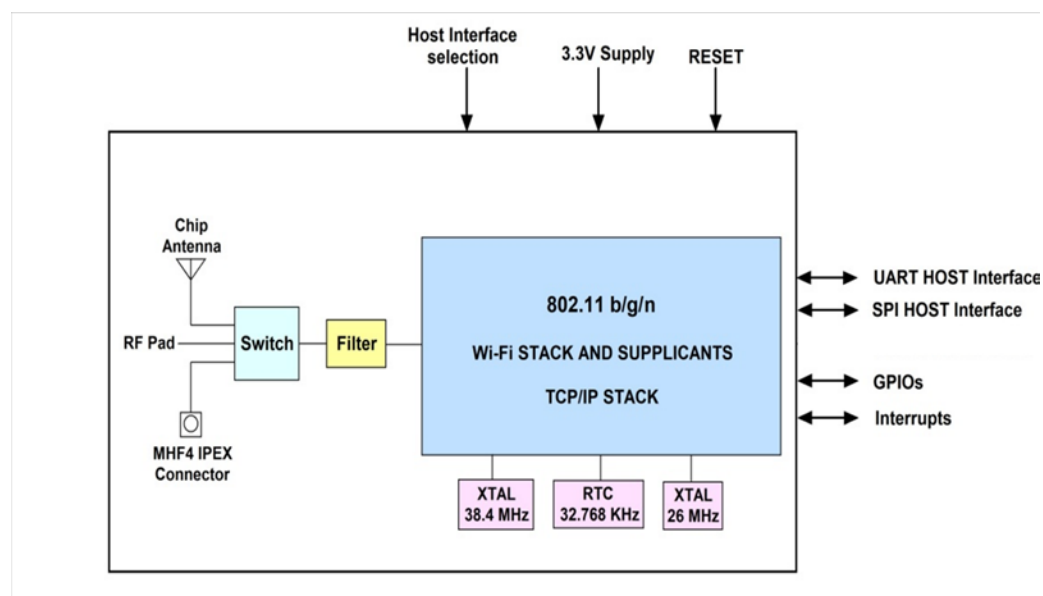 Host Interface
selection
3.3V Supply
RESET
Chip
Antenna
RF Pad
Switch
Filter
MHF4 IPEX
Connector
802.11 b/g/n
Wi-Fi STACK AND SUPPLICANTS
TCP/IP STACK
XTAL
38.4 MHz
RTC
32.768 KHz
XTAL
26 MHz
UART HOST Interface
SPI HOST Interface
GPIOs
Interrupts